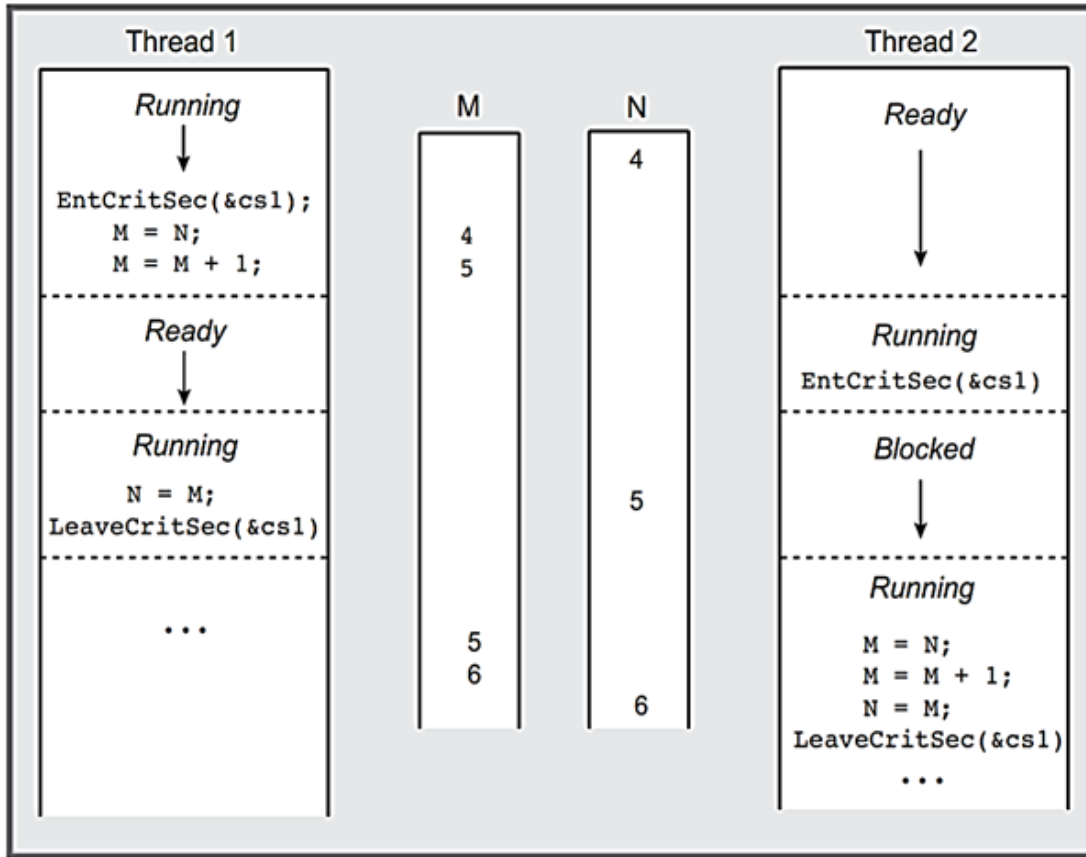 Thread 1
Running
EntCritSec(&cs1);
M = N;
M = M + 1;
Ready
Running
N = M;
LeaveCritSec(&cs1)
...
M
4
5
5
6
N
4
5
6
Thread 2
Ready
Running
EntCritSec(&cs1)
Blocked
Running
M = N;
M = M + 1;
N = M;
LeaveCritSec(&cs1)
...